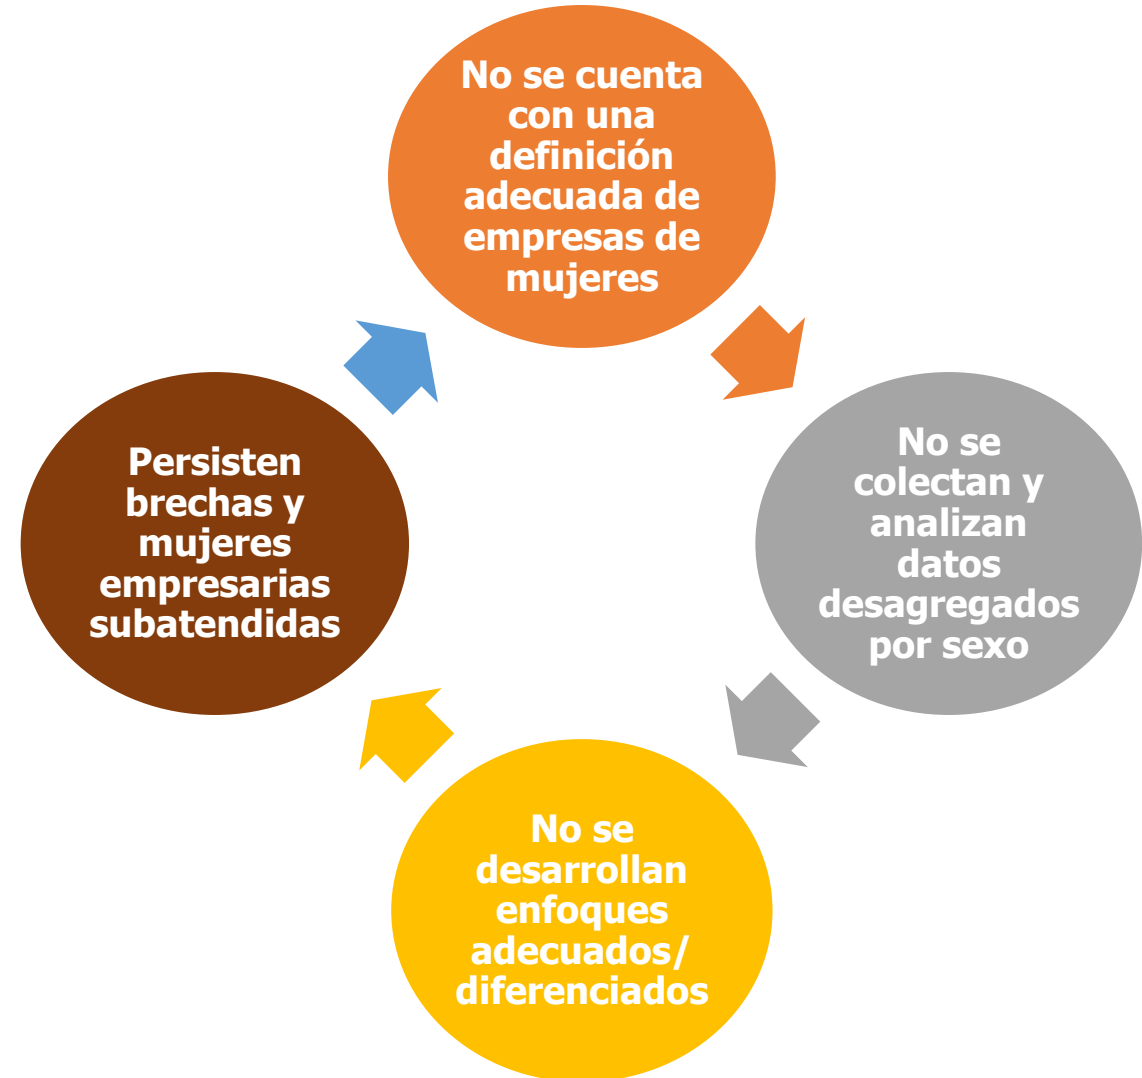 No se cuenta
con una
definición
adecuada de
empresas de
mujeres
No se
colectan y
analizan
datos
desagregados
por sexo
No se
desarrollan
enfoques
adecuados/
diferenciados
Persisten
brechas y
mujeres
empresarias
subatendidas